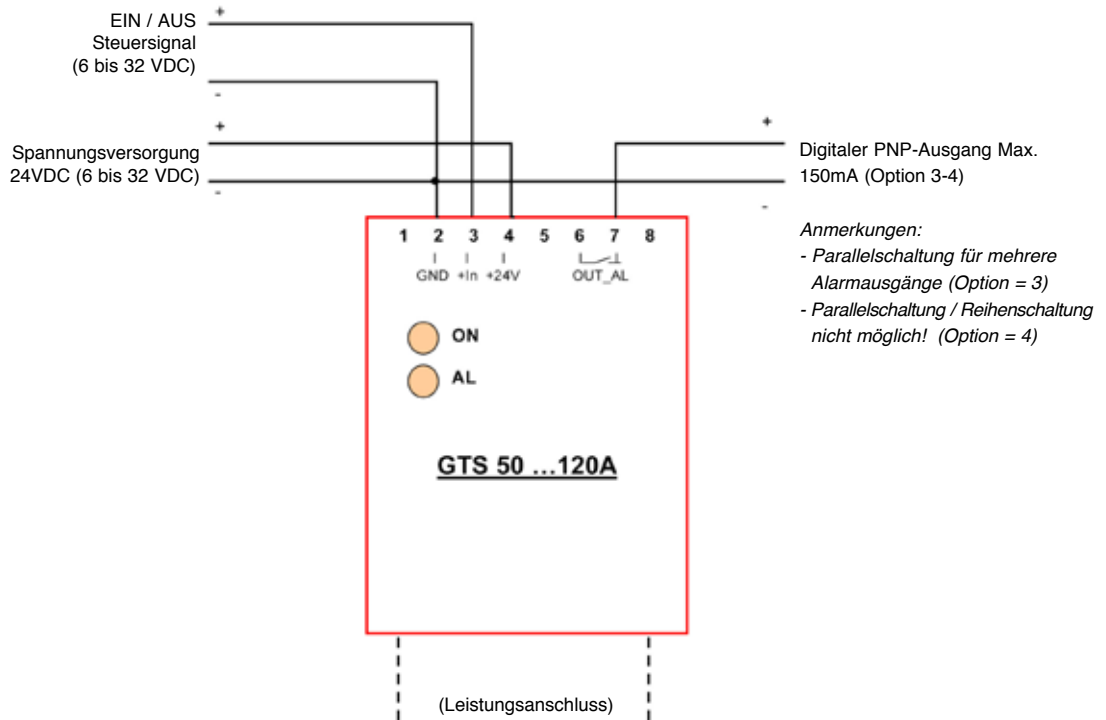 EIN / AUS
Steuersignal
(6 bis 32 VDC)
+
-
Spannungsversorgung
24VDC (6 bis 32 VDC)
+
-
+
-
Digitaler PNP-Ausgang Max.
150mA (Option 3-4)
Anmerkungen:
- Parallelschaltung für mehrere
Alarmausgänge (Option = 3)
- Parallelschaltung / Reihenschaltung
nicht möglich! (Option = 4)
1 2 3 4 5 6 7 8
GND +In +24V OUT_AL
ON
AL
GTS 50 ...120A
(Leistungsanschluss)